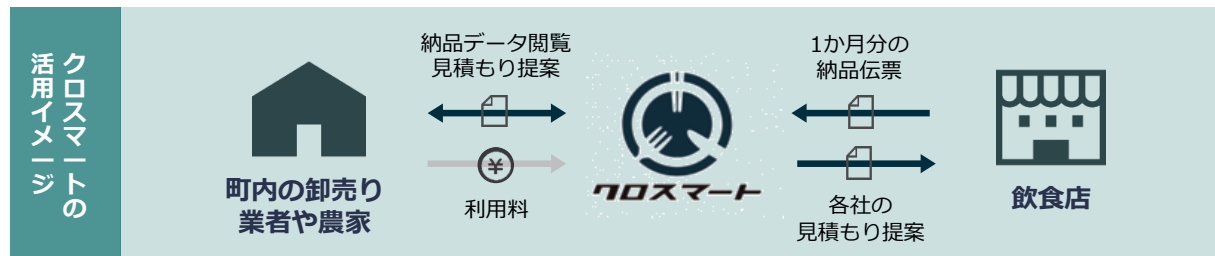 クロスマートの
活用イメージ
納品データ閲覧
見積もり提案
¥
利用料
町内の卸売り
業者や農家
クロスマート
1か月分の
納品伝票
各社の
見積もり提案
飲食店